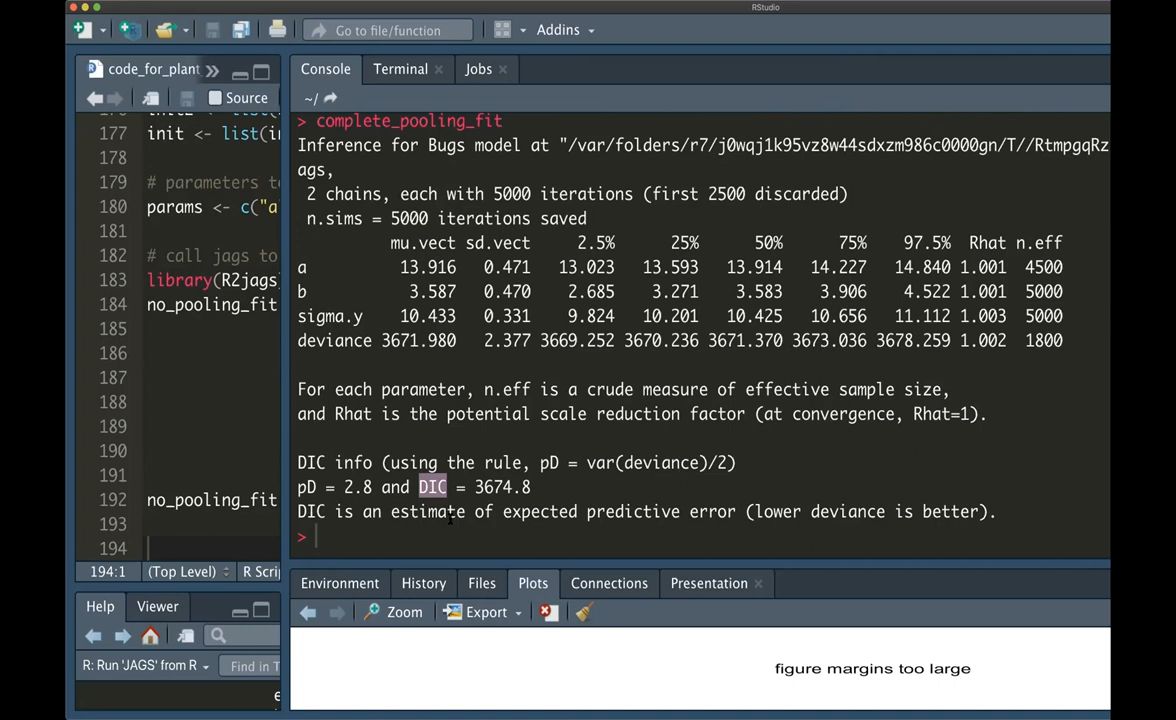 RStudio
Go to file/function
Addins
code_for_plant
Source
177 init <- list(i
178
179 # parameters t
180 params <- c("a
181
182 # call jags to
183 library(R2jags)
184 no_pooling_fit
185
186
187
188
189
190
191
192 no_pooling_fit
193
194
194:1 (Top Level) R Scrip
Help Viewer
R: Run 'JAGS' from R Find in T
Console Terminal Jobs
~/
> complete_pooling_fit
Inference for Bugs model at "/var/folders/r7/j0wqj1k95vz8w44sdxzm986c0000gn/T//RtmpgqRz
ags,
2 chains, each with 5000 iterations (first 2500 discarded)
n.sims = 5000 iterations saved
mu.vect sd.vect 2.5% 25% 50% 75% 97.5% Rhat n.eff
a 13.916 0.471 13.023 13.593 13.914 14.227 14.840 1.001 4500
b 3.587 0.470 2.685 3.271 3.583 3.906 4.522 1.001 5000
sigma.y 10.433 0.331 9.824 10.201 10.425 10.656 11.112 1.003 5000
deviance 3671.980 2.377 3669.252 3670.236 3671.370 3673.036 3678.259 1.002 1800
For each parameter, n.eff is a crude measure of effective sample size,
and Rhat is the potential scale reduction factor (at convergence, Rhat=1).
DIC info (using the rule, pD = var(deviance)/2)
pD = 2.8 and DIC = 3674.8
DIC is an estimate of expected predictive error (lower deviance is better).
>
Environment History Files Plots Connections Presentation
Zoom Export
figure margins too large